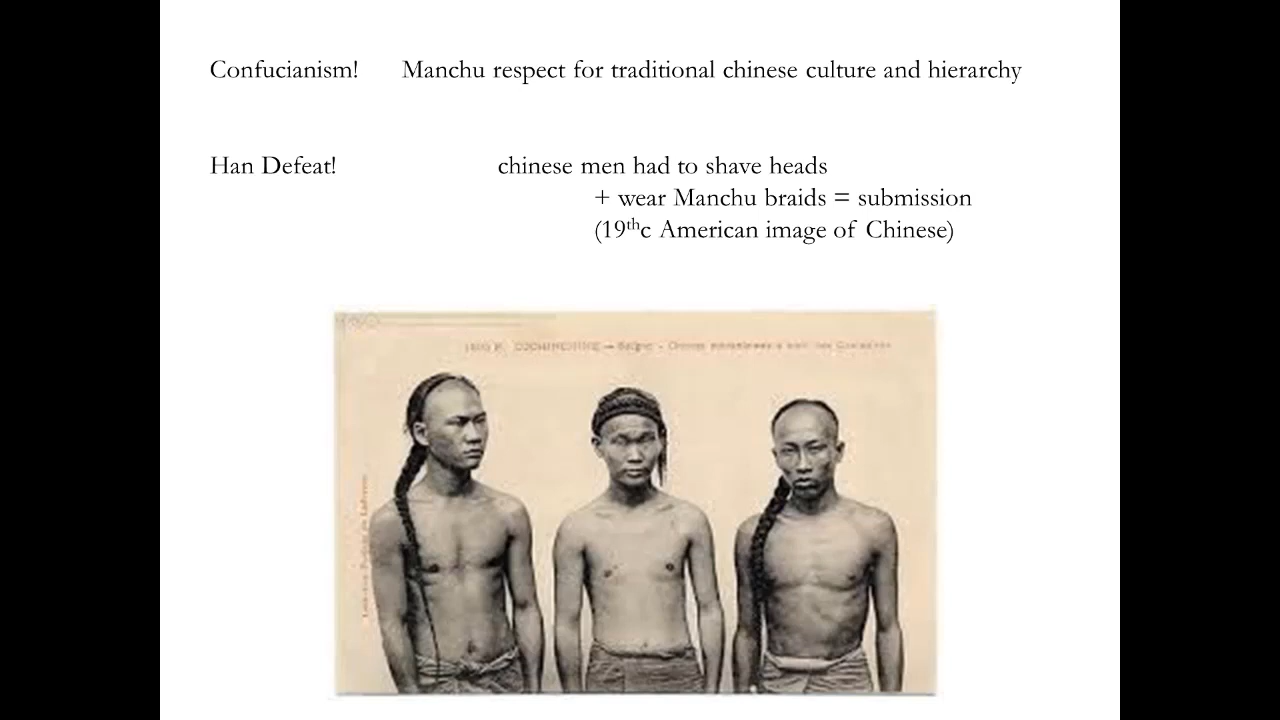 Confucianism! Manchu respect for traditional chinese culture and hierarchy
Han Defeat! chinese men had to shave heads
+ wear Manchu braids = submission
(19thc American image of Chinese)
COCHINCHINE — Saïgon -